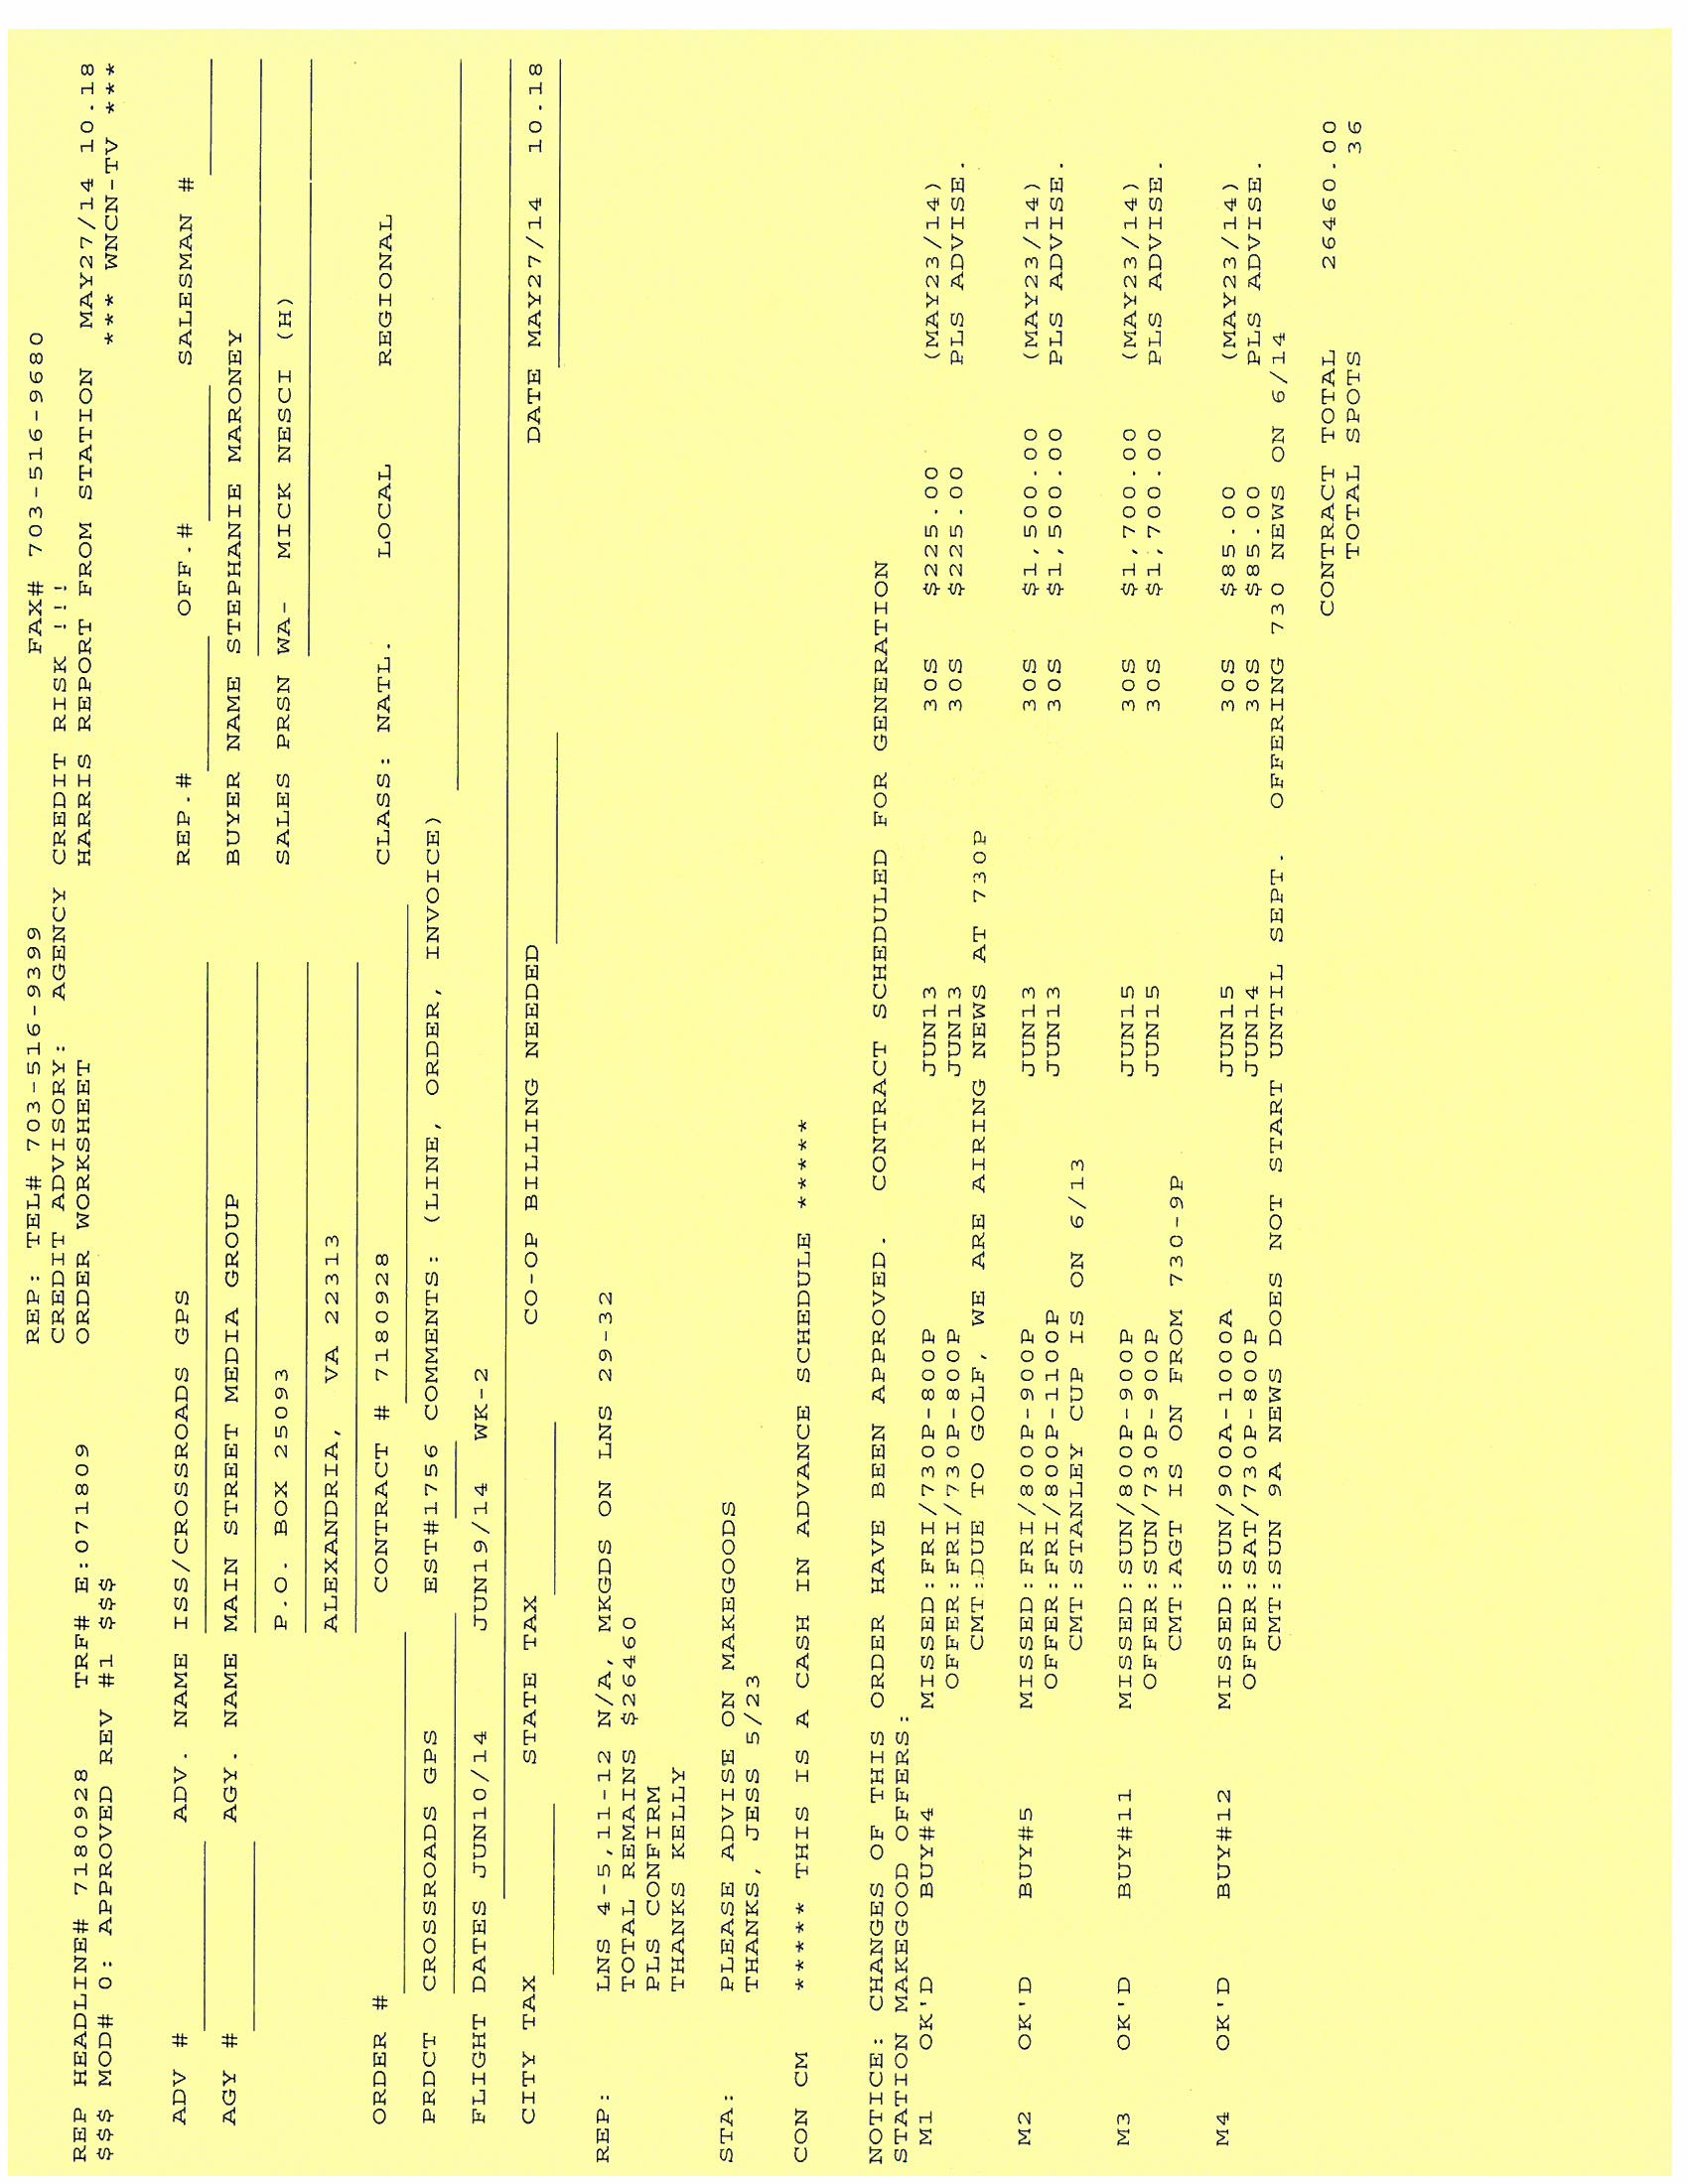 REP: TEL# 703-516-9399 FAX# 703-516-9680
CREDIT ADVISORY: AGENCY CREDIT RISK !!!
REP HEADLINE# 7180928 TRF# E:071809 ORDER WORKSHEET HARRIS REPORT FROM STATION MAY27/14 10.18
$$$ MOD# 0: APPROVED REV #1 $$$ *** WNCN-TV ***
ADV # ADV. NAME ISS/CROSSROADS GPS REP.# OFF.# SALESMAN #
AGY # AGY. NAME MAIN STREET MEDIA GROUP BUYER NAME STEPHANIE MARONEY
P.O. BOX 25093 SALES PRSN WA- MICK NESCI (H)
ALEXANDRIA, VA 22313
ORDER # CONTRACT # 7180928 CLASS: NATL. LOCAL REGIONAL
PRDCT CROSSROADS GPS EST#1756 COMMENTS: (LINE, ORDER, INVOICE)
FLIGHT DATES JUN10/14 JUN19/14 WK-2
CITY TAX STATE TAX CO-OP BILLING NEEDED DATE MAY27/14 10.18
REP: LNS 4-5,11-12 N/A, MKGDS ON LNS 29-32
TOTAL REMAINS $26460
PLS CONFIRM
THANKS KELLY
STA: PLEASE ADVISE ON MAKEGOODS
THANKS, JESS 5/23
CON CM ***** THIS IS A CASH IN ADVANCE SCHEDULE *****
NOTICE: CHANGES OF THIS ORDER HAVE BEEN APPROVED. CONTRACT SCHEDULED FOR GENERATION
STATION MAKEGOOD OFFERS:
M1 OK'D BUY#4 MISSED:FRI/730P-800P JUN13 30S $225.00 (MAY23/14)
OFFER:FRI/730P-800P JUN13 30S $225.00 PLS ADVISE.
CMT:DUE TO GOLF, WE ARE AIRING NEWS AT 730P
M2 OK'D BUY#5 MISSED:FRI/800P-900P JUN13 30S $1,500.00 (MAY23/14)
OFFER:FRI/800P-1100P JUN13 30S $1,500.00 PLS ADVISE.
CMT:STANLEY CUP IS ON 6/13
M3 OK'D BUY#11 MISSED:SUN/800P-900P JUN15 30S $1,700.00 (MAY23/14)
OFFER:SUN/730P-900P JUN15 30S $1,700.00 PLS ADVISE.
CMT:AGT IS ON FROM 730-9P
M4 OK'D BUY#12 MISSED:SUN/900A-1000A JUN15 30S $85.00 (MAY23/14)
OFFER:SAT/730P-800P JUN14 30S $85.00 PLS ADVISE.
CMT:SUN 9A NEWS DOES NOT START UNTIL SEPT. OFFERING 730 NEWS ON 6/14
CONTRACT TOTAL 26460.00
TOTAL SPOTS 36